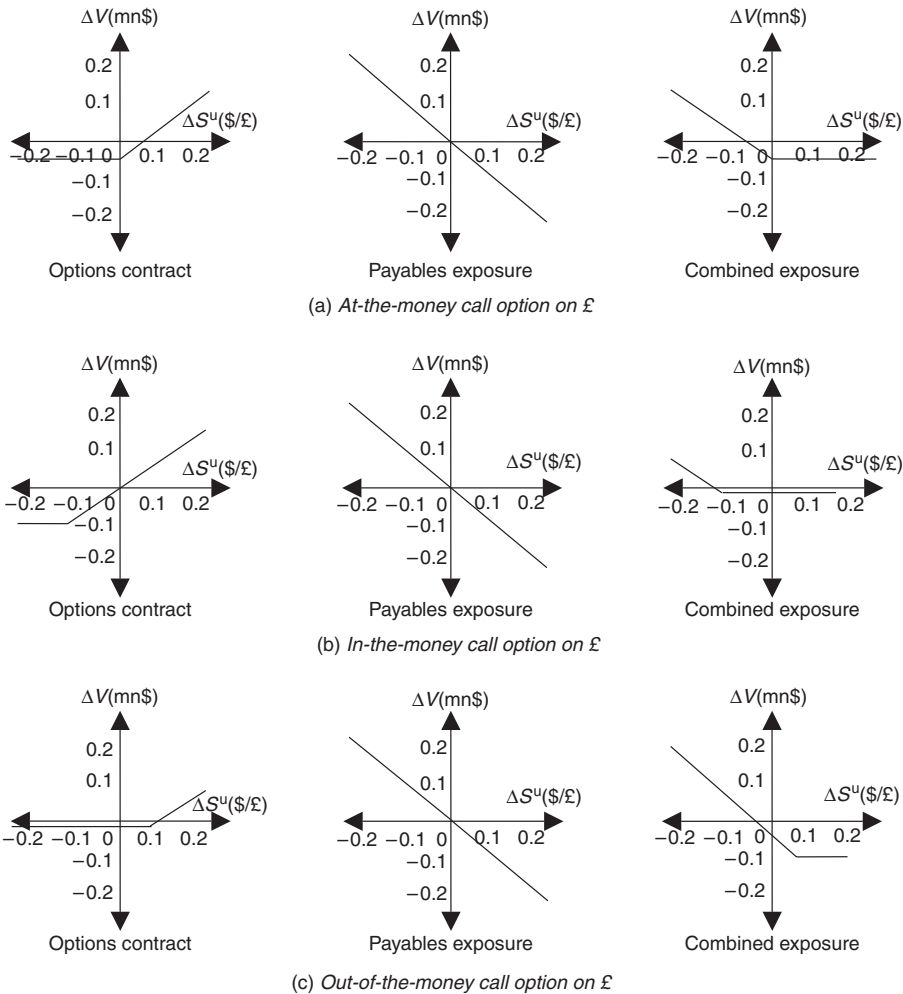 ΔV(mn$) ΔV(mn$) ΔV(mn$)
0.2 0.2 0.2
0.1 0.1 0.1
ΔSᵘ($/£) ΔSᵘ($/£) ΔSᵘ($/£)
−0.2 −0.1 0 0.1 0.2 −0.2 −0.1 0 0.1 0.2 −0.2 −0.1 0 0.1 0.2
−0.1 −0.1 −0.1
−0.2 −0.2 −0.2
Options contract Payables exposure Combined exposure
(a) At-the-money call option on £
ΔV(mn$) ΔV(mn$) ΔV(mn$)
0.2 0.2 0.2
0.1 0.1 0.1
ΔSᵘ($/£) ΔSᵘ($/£) ΔSᵘ($/£)
−0.2 −0.1 0 0.1 0.2 −0.2 −0.1 0 0.1 0.2 −0.2 −0.1 0 0.1 0.2
−0.1 −0.1 −0.1
−0.2 −0.2 −0.2
Options contract Payables exposure Combined exposure
(b) In-the-money call option on £
ΔV(mn$) ΔV(mn$) ΔV(mn$)
0.2 0.2 0.2
0.1 0.1 0.1
ΔSᵘ($/£) ΔSᵘ($/£) ΔSᵘ($/£)
−0.2 −0.1 0 0.1 0.2 −0.2 −0.1 0 0.1 0.2 −0.2 −0.1 0 0.1 0.2
−0.1 −0.1 −0.1
−0.2 −0.2 −0.2
Options contract Payables exposure Combined exposure
(c) Out-of-the-money call option on £